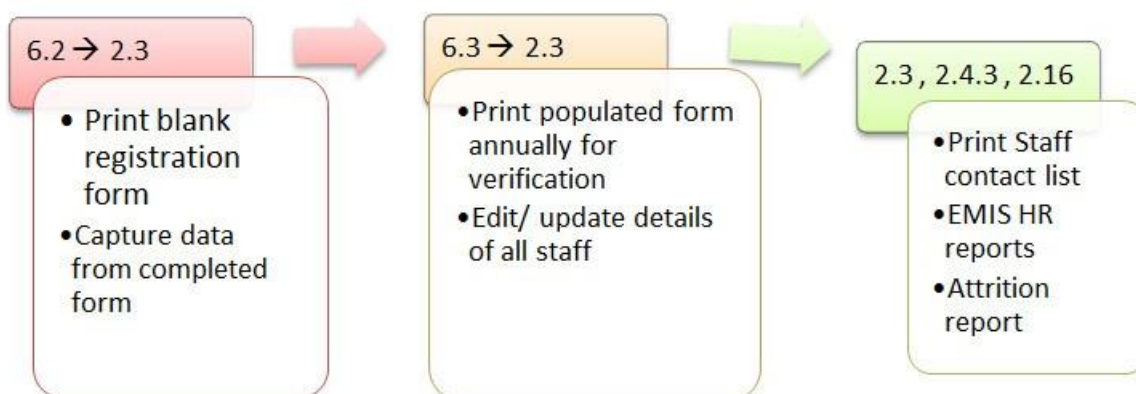 6.2 → 2.3
• Print blank
registration
form
•Capture data
from completed
form
6.3 → 2.3
•Print populated form
annually for
verification
•Edit/ update details
of all staff
2.3 , 2.4.3, 2.16
•Print Staff
contact list
•EMIS HR
reports
•Attrition
report